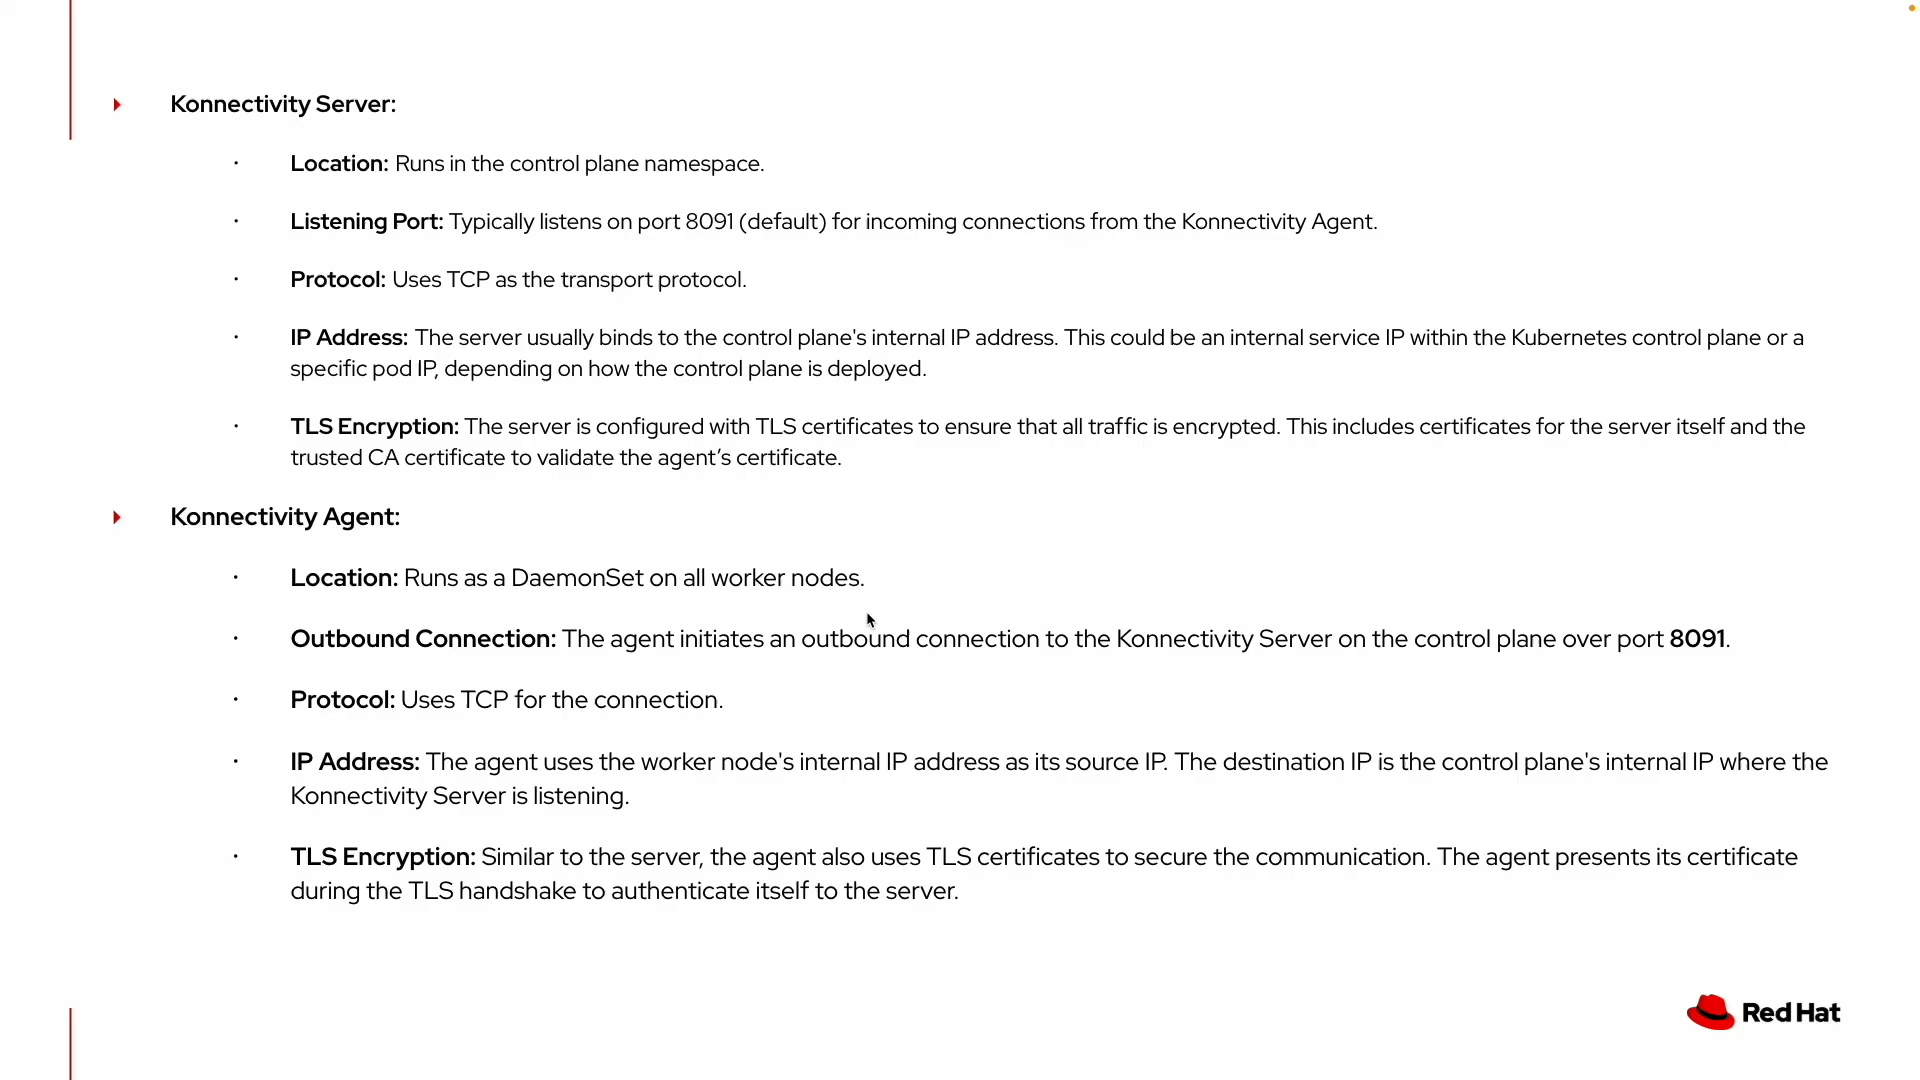 Konnectivity Server:
· Location: Runs in the control plane namespace.
· Listening Port: Typically listens on port 8091 (default) for incoming connections from the Konnectivity Agent.
· Protocol: Uses TCP as the transport protocol.
· IP Address: The server usually binds to the control plane's internal IP address. This could be an internal service IP within the Kubernetes control plane or a
specific pod IP, depending on how the control plane is deployed.
· TLS Encryption: The server is configured with TLS certificates to ensure that all traffic is encrypted. This includes certificates for the server itself and the
trusted CA certificate to validate the agent’s certificate.
Konnectivity Agent:
· Location: Runs as a DaemonSet on all worker nodes.
· Outbound Connection: The agent initiates an outbound connection to the Konnectivity Server on the control plane over port 8091.
· Protocol: Uses TCP for the connection.
· IP Address: The agent uses the worker node's internal IP address as its source IP. The destination IP is the control plane's internal IP where the
Konnectivity Server is listening.
· TLS Encryption: Similar to the server, the agent also uses TLS certificates to secure the communication. The agent presents its certificate
during the TLS handshake to authenticate itself to the server.
Red Hat